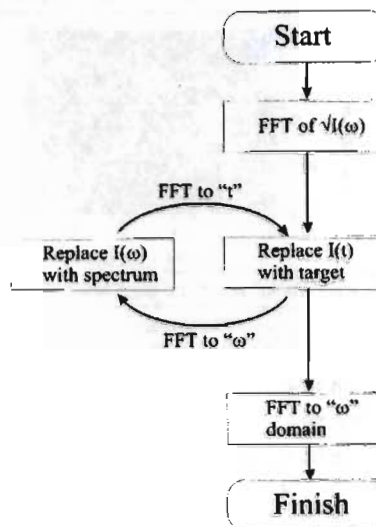 Start
FFT of √I(ω)
FFT to “t”
Replace I(ω)
with spectrum
Replace I(t)
with target
FFT to “ω”
FFT to “ω”
domain
Finish